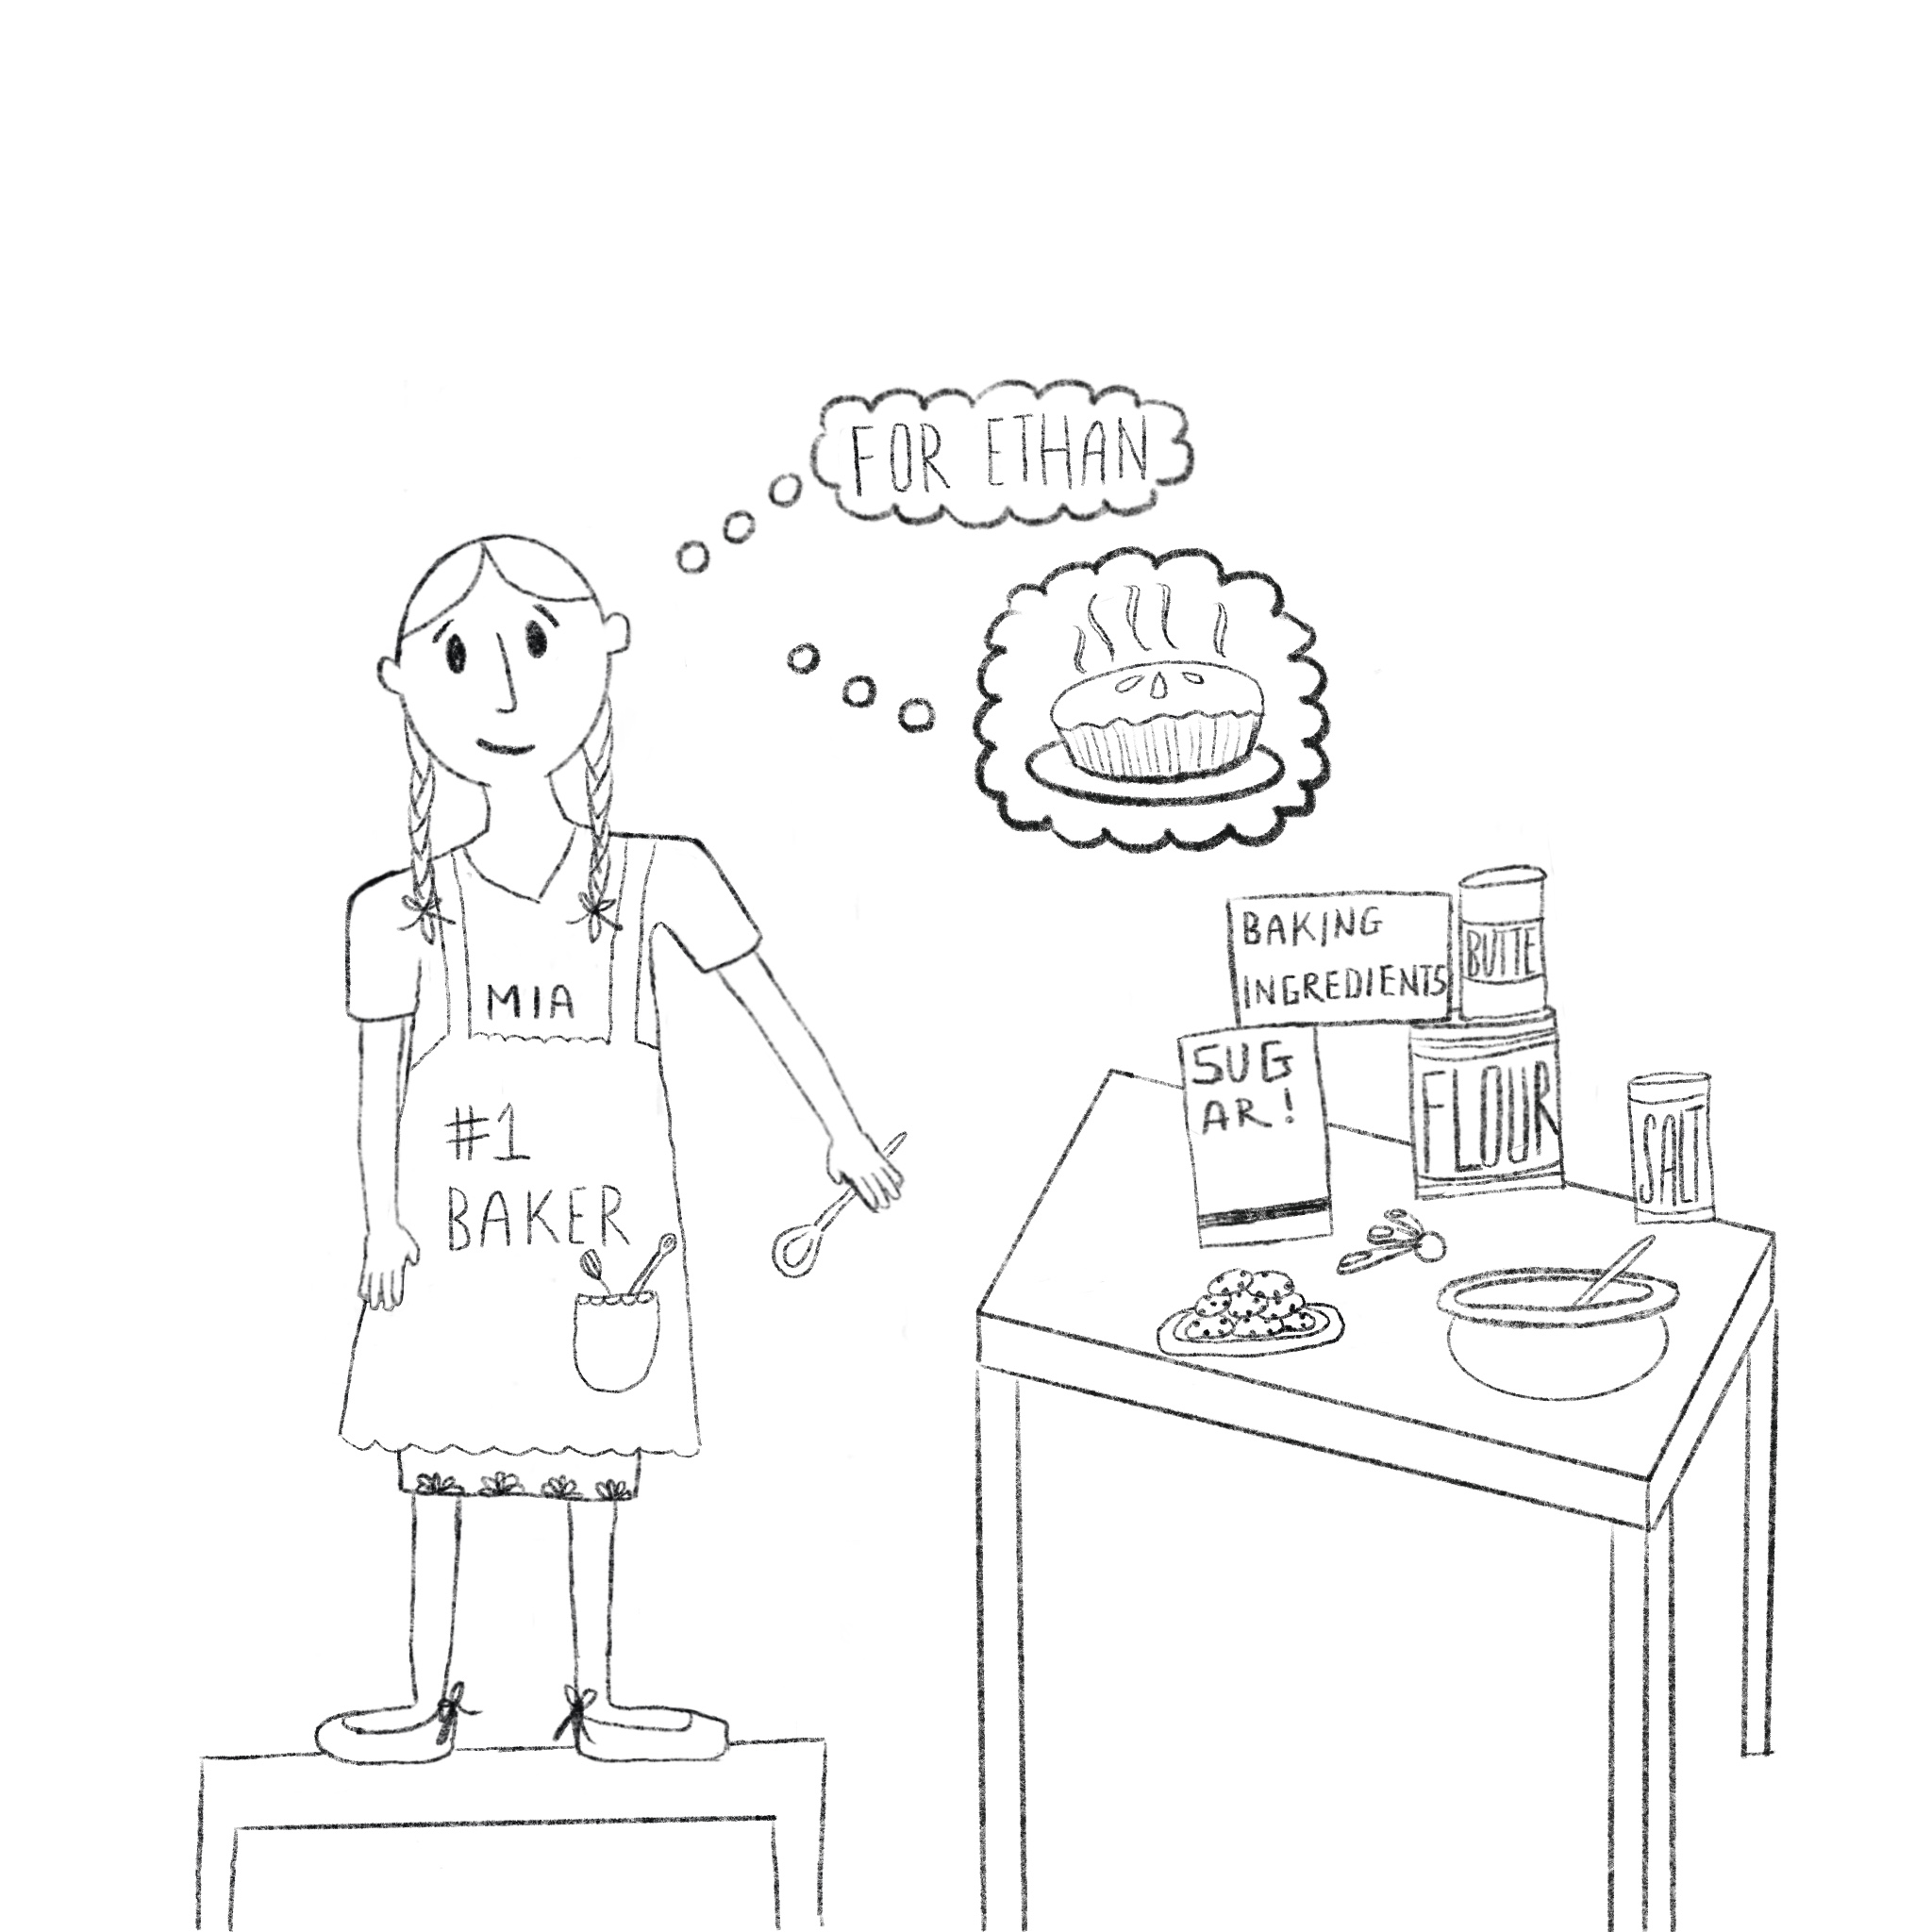 FOR ETHAN
MIA
#1
BAKER
BAKING
INGREDIENTS
BUTTE
SUG
AR!
FLOUR
SALT